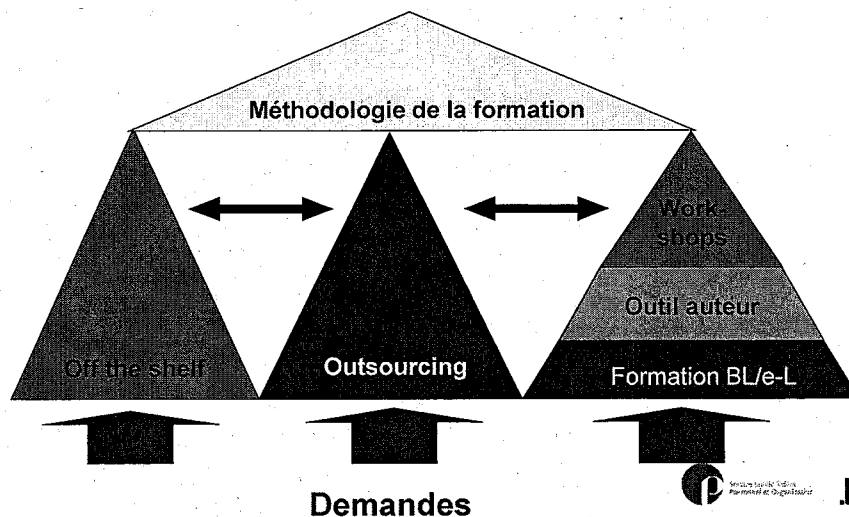 Méthodologie de la formation
Off the shelf
Outsourcing
Work-
shops
Outil auteur
Formation BL/e-L
Demandes